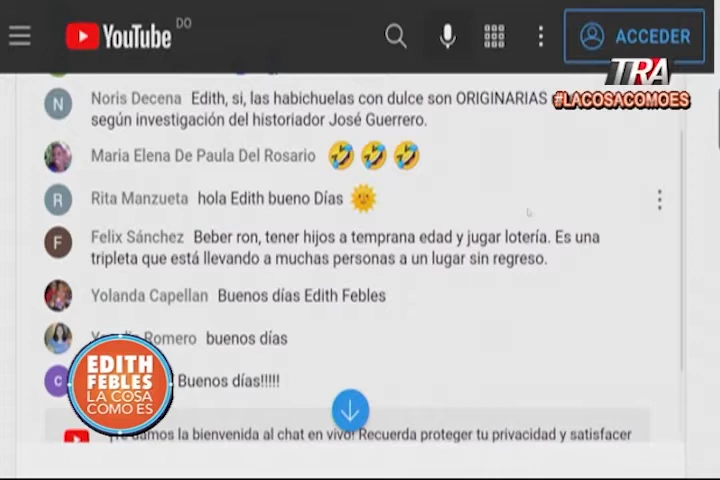 YouTube DO
ACCEDER
TRA
#LACOSACOMOES
N Noris Decena Edith, si, las habichuelas con dulce son ORIGINARIAS
según investigación del historiador José Guerrero.
Maria Elena De Paula Del Rosario
R Rita Manzueta hola Edith bueno Días
F Felix Sánchez Beber ron, tener hijos a temprana edad y jugar lotería. Es una
tripleta que está llevando a muchas personas a un lugar sin regreso.
Yolanda Capellan Buenos días Edith Febles
Romero buenos días
C Buenos días!!!!!
EDITH
FEBLES
LA COSA
COMO ES
damos la bienvenida al chat en vivo! Recuerda proteger tu privacidad y satisfacer